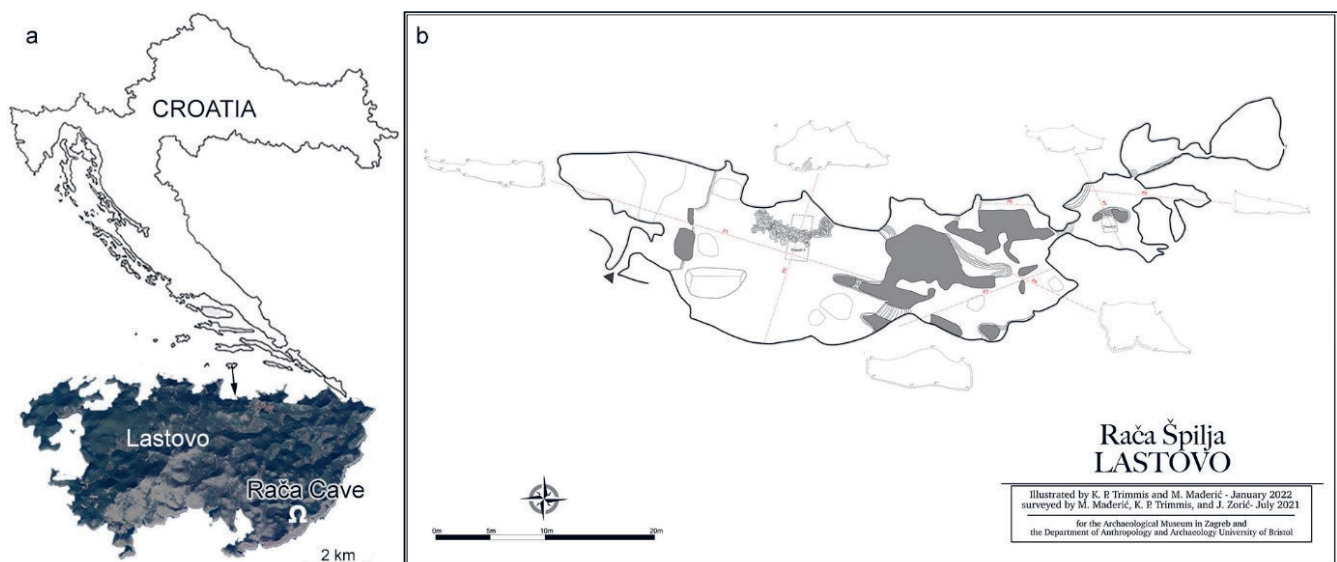 a
CROATIA
Lastovo
Rača Cave
Ω
2 km
b
Rača Špilja
LASTOVO
Illustrated by K. P. Trimmis and M. Mađerić - January 2022
surveyed by M. Mađerić, K. P. Trimmis, and J. Zorić- July 2021
for the Archaeological Museum in Zagreb and
the Department of Anthropology and Archaeology University of Bristol
0m 5m 10m 20m